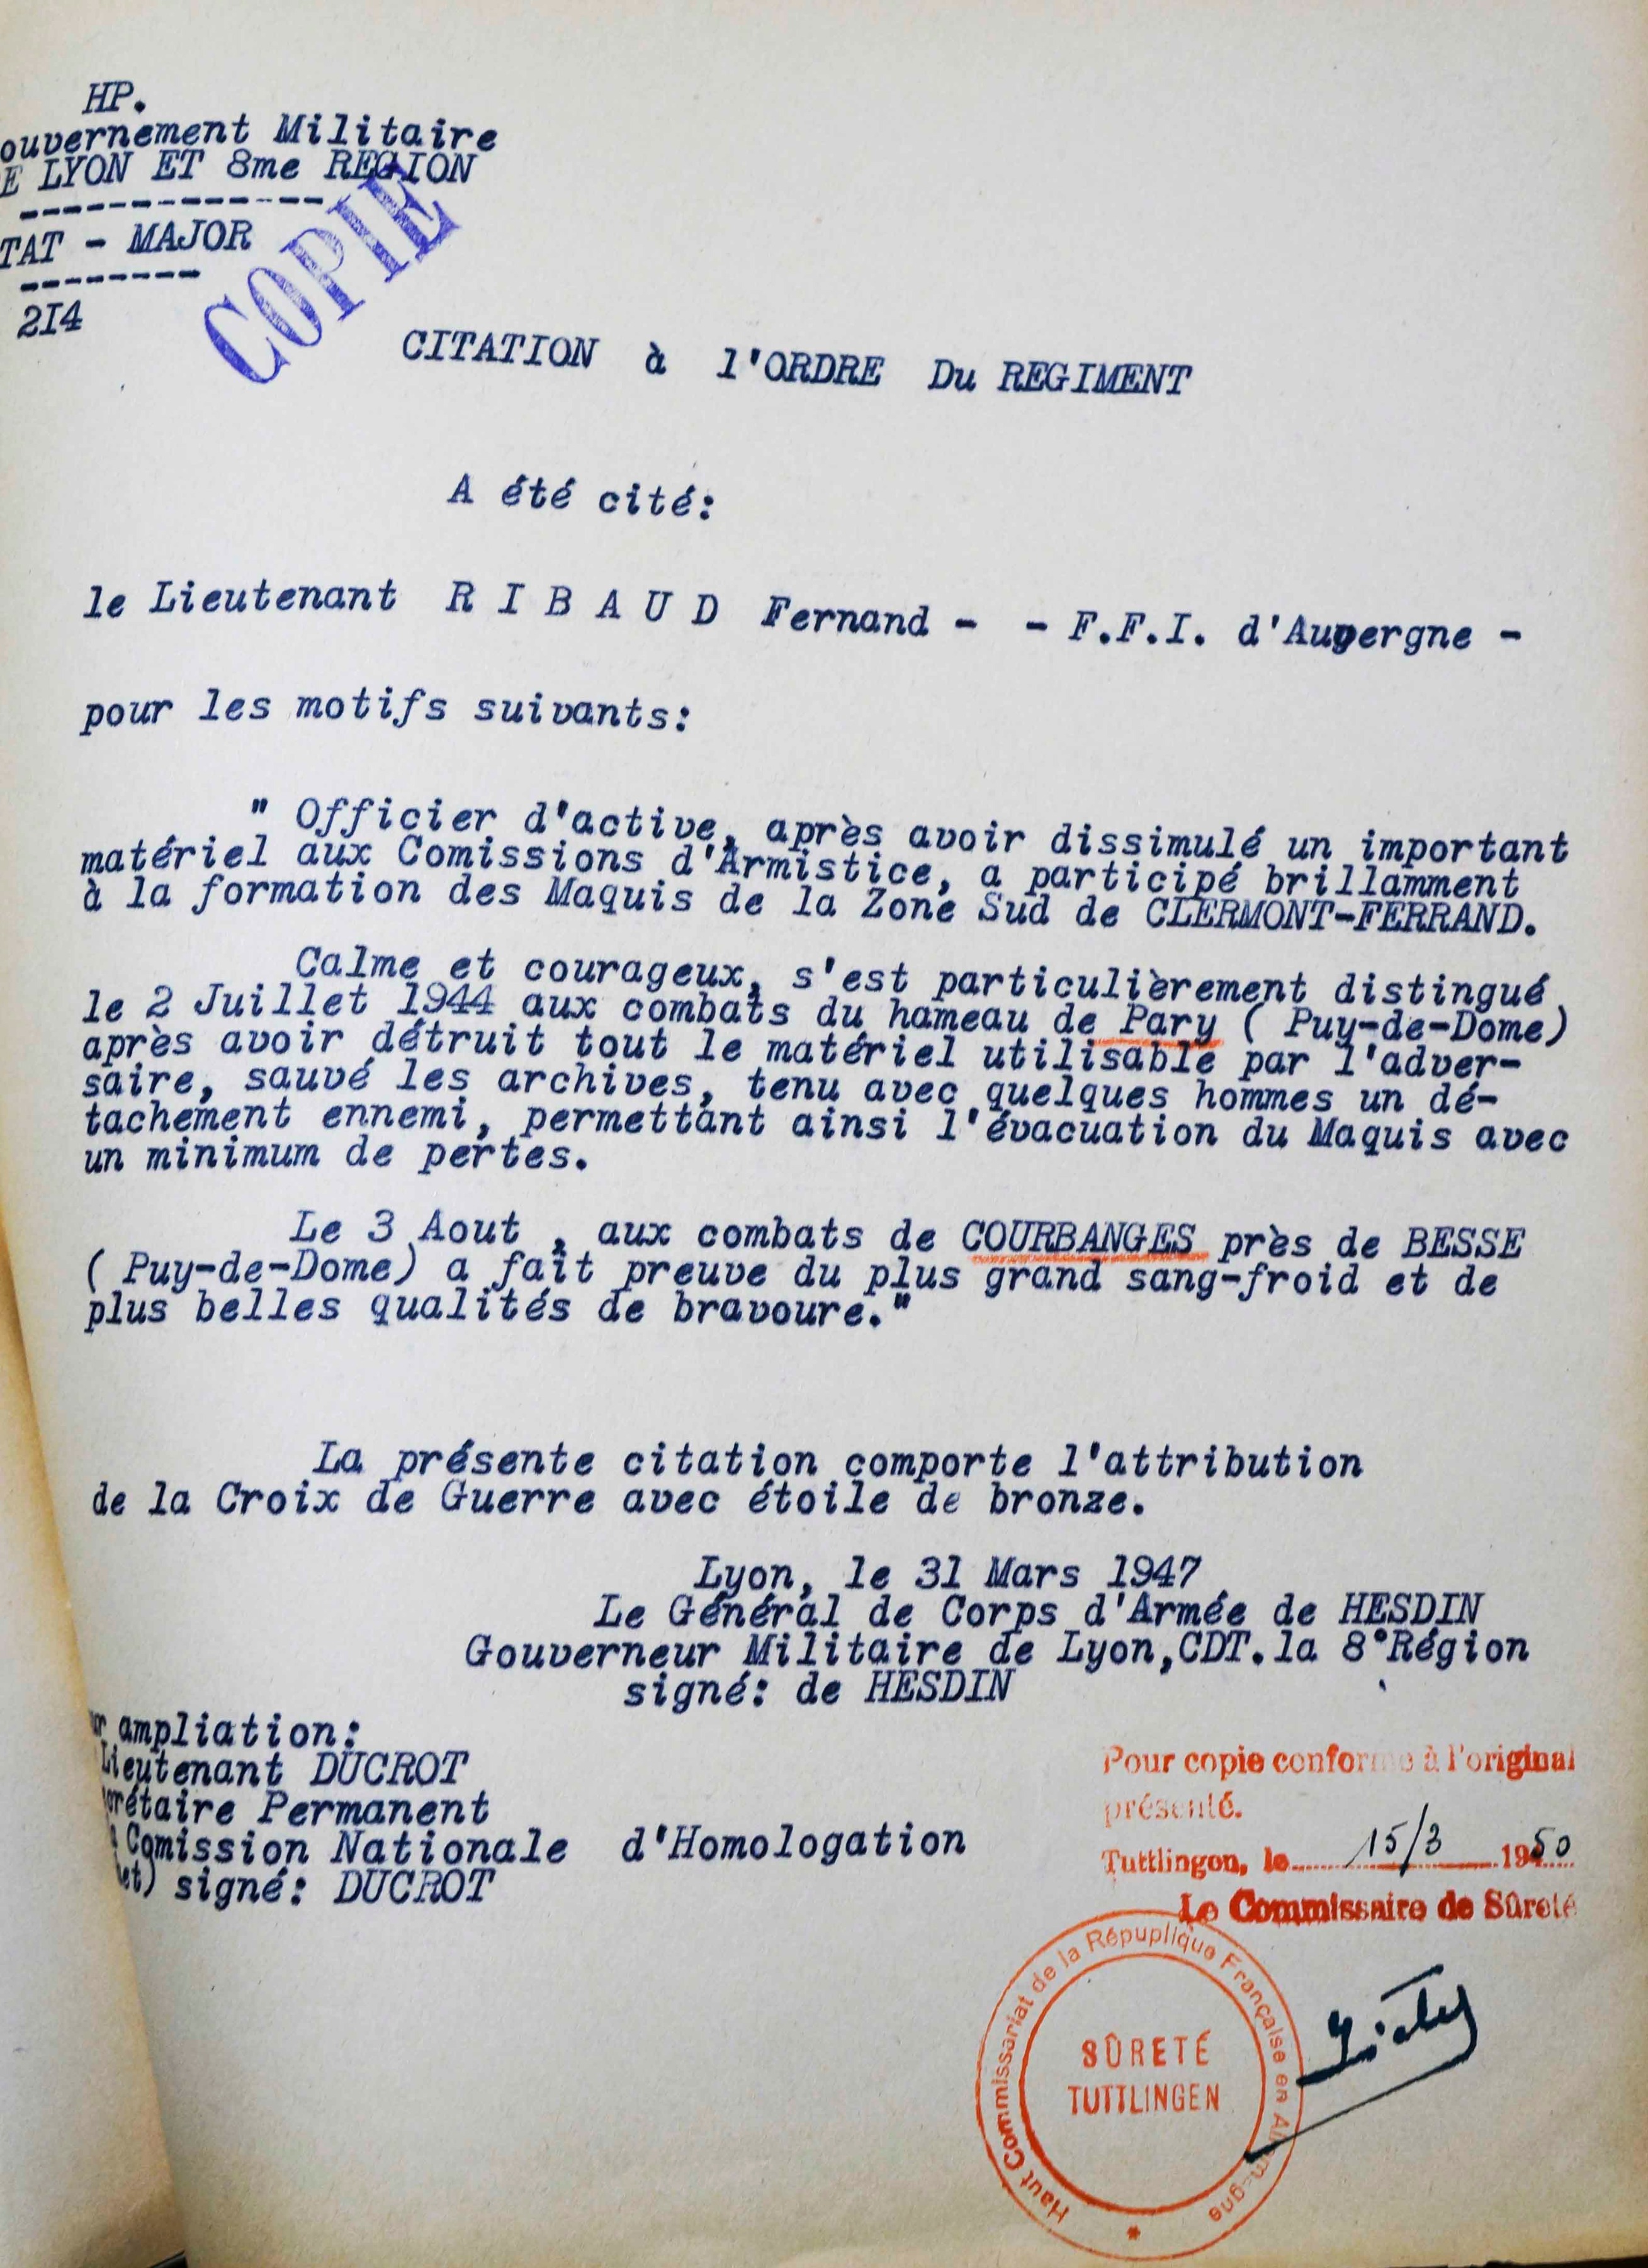 HP.
ouvernement Militaire
E LYON ET 8me REGION
-------------
TAT - MAJOR
--------
2I4
COPIE
CITATION à l'ORDRE Du REGIMENT
A été cité:
le Lieutenant R I B A U D Fernand - - F.F.I. d'Auvergne -
pour les motifs suivants:
" Officier d'active, après avoir dissimulé un important
matériel aux Comissions d'Armistice, a participé brillamment
à la formation des Maquis de la Zone Sud de CLERMONT-FERRAND.
Calme et courageux, s'est particulièrement distingué
le 2 Juillet 1944 aux combats du hameau de Pary ( Puy-de-Dome)
après avoir détruit tout le matériel utilisable par l'adver-
saire, sauvé les archives, tenu avec quelques hommes un dé-
tachement ennemi, permettant ainsi l'évacuation du Maquis avec
un minimum de pertes.
Le 3 Aout , aux combats de COURBANGES près de BESSE
( Puy-de-Dome) a fait preuve du plus grand sang-froid et de
plus belles qualités de bravoure."
La présente citation comporte l'attribution
de la Croix de Guerre avec étoile de bronze.
Lyon, le 31 Mars 1947
Le Général de Corps d'Armée de HESDIN
Gouverneur Militaire de Lyon,CDT.la 8°Région
signé: de HESDIN
r ampliation:
Lieutenant DUCROT
crétaire Permanent
Comission Nationale d'Homologation
et) signé: DUCROT
Pour copie conforme à l'original
présenté.
Tuttlingen, le 15/3 1950
Le Commissaire de Sûreté
Haut Commissariat de la Répuplique Française en Allemagne
SÛRETÉ
TUTTLINGEN